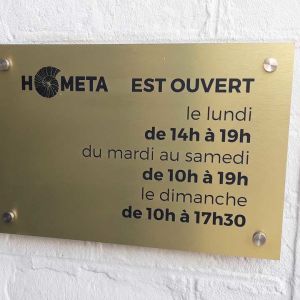 HOMETA EST OUVERT
le lundi
de 14h à 19h
du mardi au samedi
de 10h à 19h
le dimanche
de 10h à 17h30